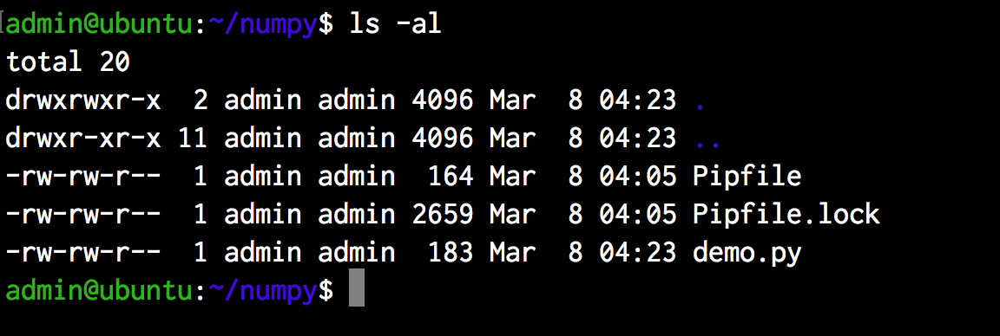 admin@ubuntu:~/numpy$ ls -al
total 20
drwxrwxr-x  2 admin admin 4096 Mar  8 04:23 .
drwxr-xr-x 11 admin admin 4096 Mar  8 04:23 ..
-rw-rw-r--  1 admin admin  164 Mar  8 04:05 Pipfile
-rw-rw-r--  1 admin admin 2659 Mar  8 04:05 Pipfile.lock
-rw-rw-r--  1 admin admin  183 Mar  8 04:23 demo.py
admin@ubuntu:~/numpy$